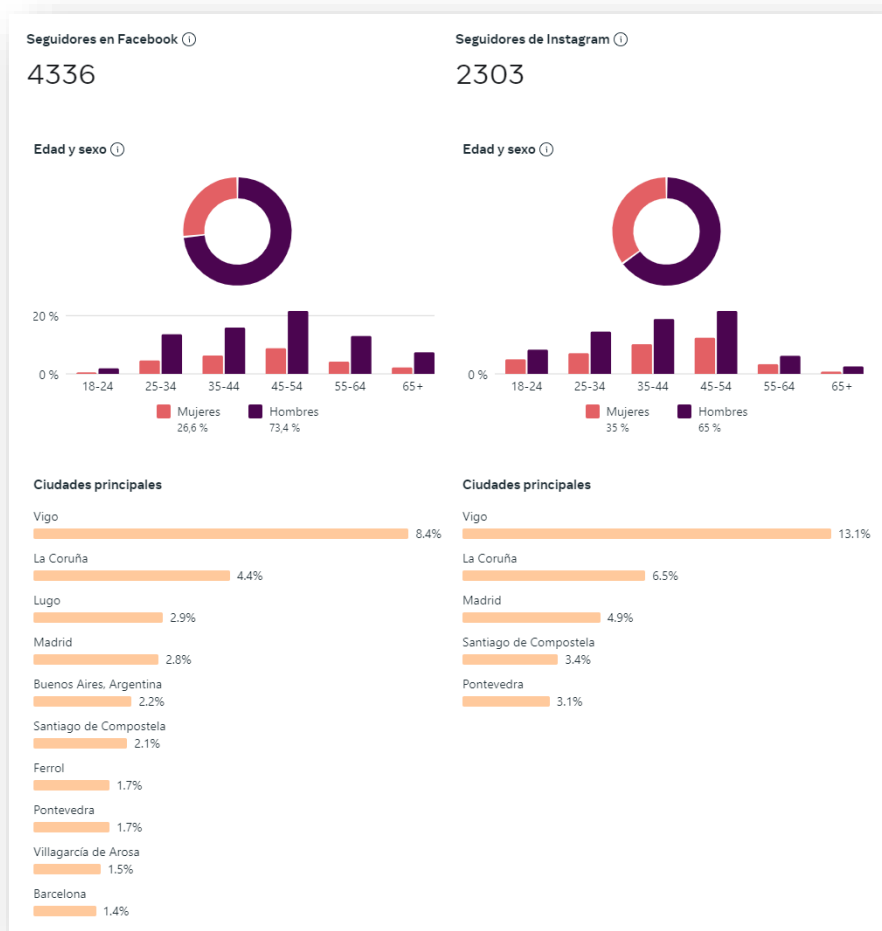 Seguidores en Facebook
4336
Edad y sexo
20 %
0 %
18-24 25-34 35-44 45-54 55-64 65+
Mujeres Hombres
26,6 % 73,4 %
Ciudades principales
Vigo
8.4%
La Coruña
4.4%
Lugo
2.9%
Madrid
2.8%
Buenos Aires, Argentina
2.2%
Santiago de Compostela
2.1%
Ferrol
1.7%
Pontevedra
1.7%
Villagarcía de Arosa
1.5%
Barcelona
1.4%
Seguidores de Instagram
2303
Edad y sexo
0 %
18-24 25-34 35-44 45-54 55-64 65+
Mujeres Hombres
35 % 65 %
Ciudades principales
Vigo
13.1%
La Coruña
6.5%
Madrid
4.9%
Santiago de Compostela
3.4%
Pontevedra
3.1%